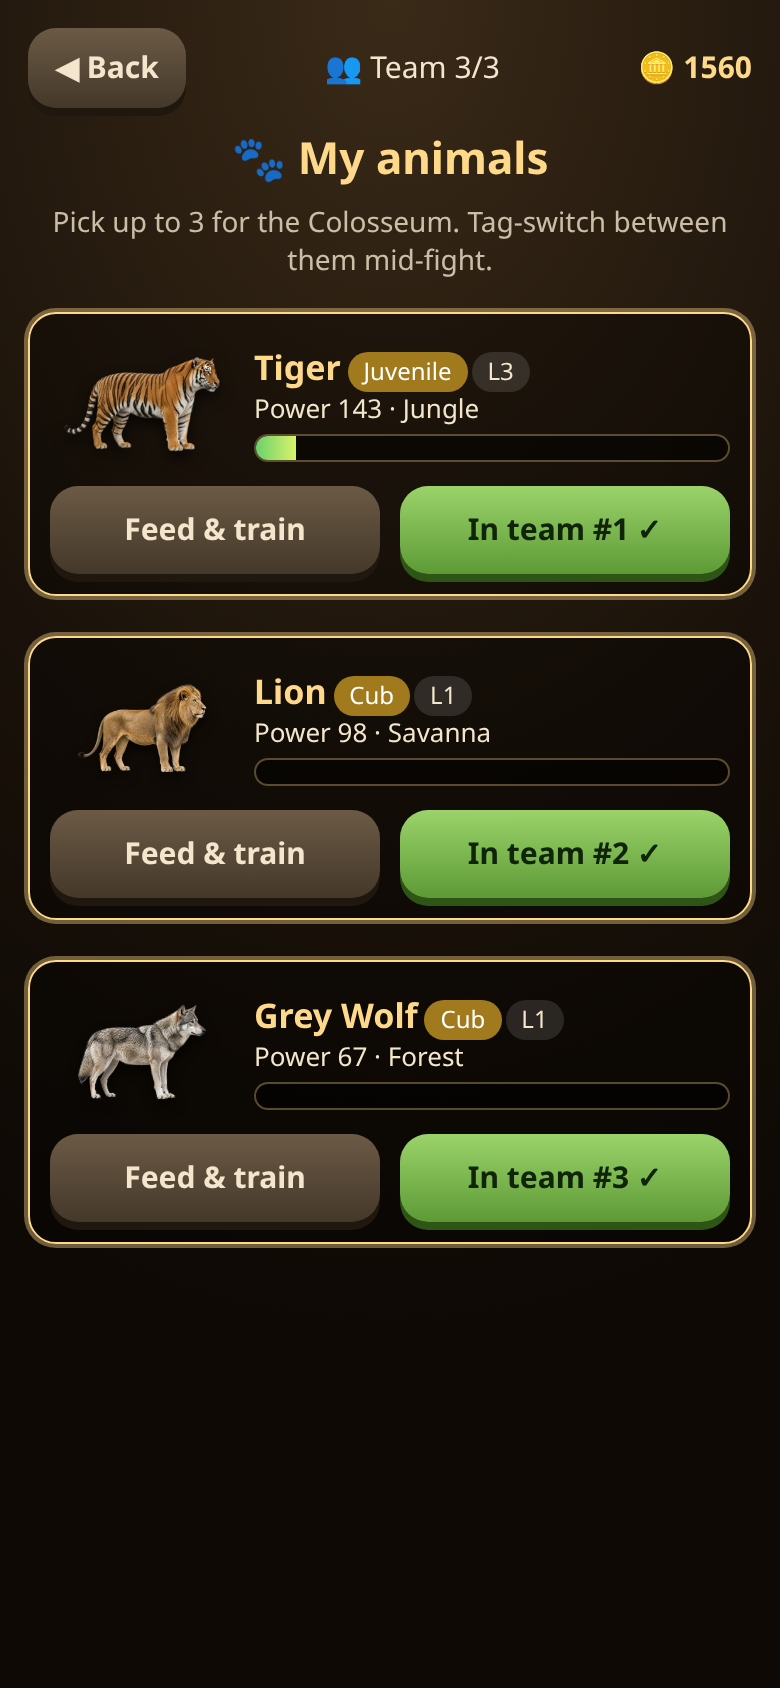 ◀ Back
👥 Team 3/3
🪙 1560
🐾 My animals
Pick up to 3 for the Colosseum. Tag-switch between
them mid-fight.
Tiger Juvenile L3
Power 143 · Jungle
Feed & train
In team #1 ✓
Lion Cub L1
Power 98 · Savanna
Feed & train
In team #2 ✓
Grey Wolf Cub L1
Power 67 · Forest
Feed & train
In team #3 ✓